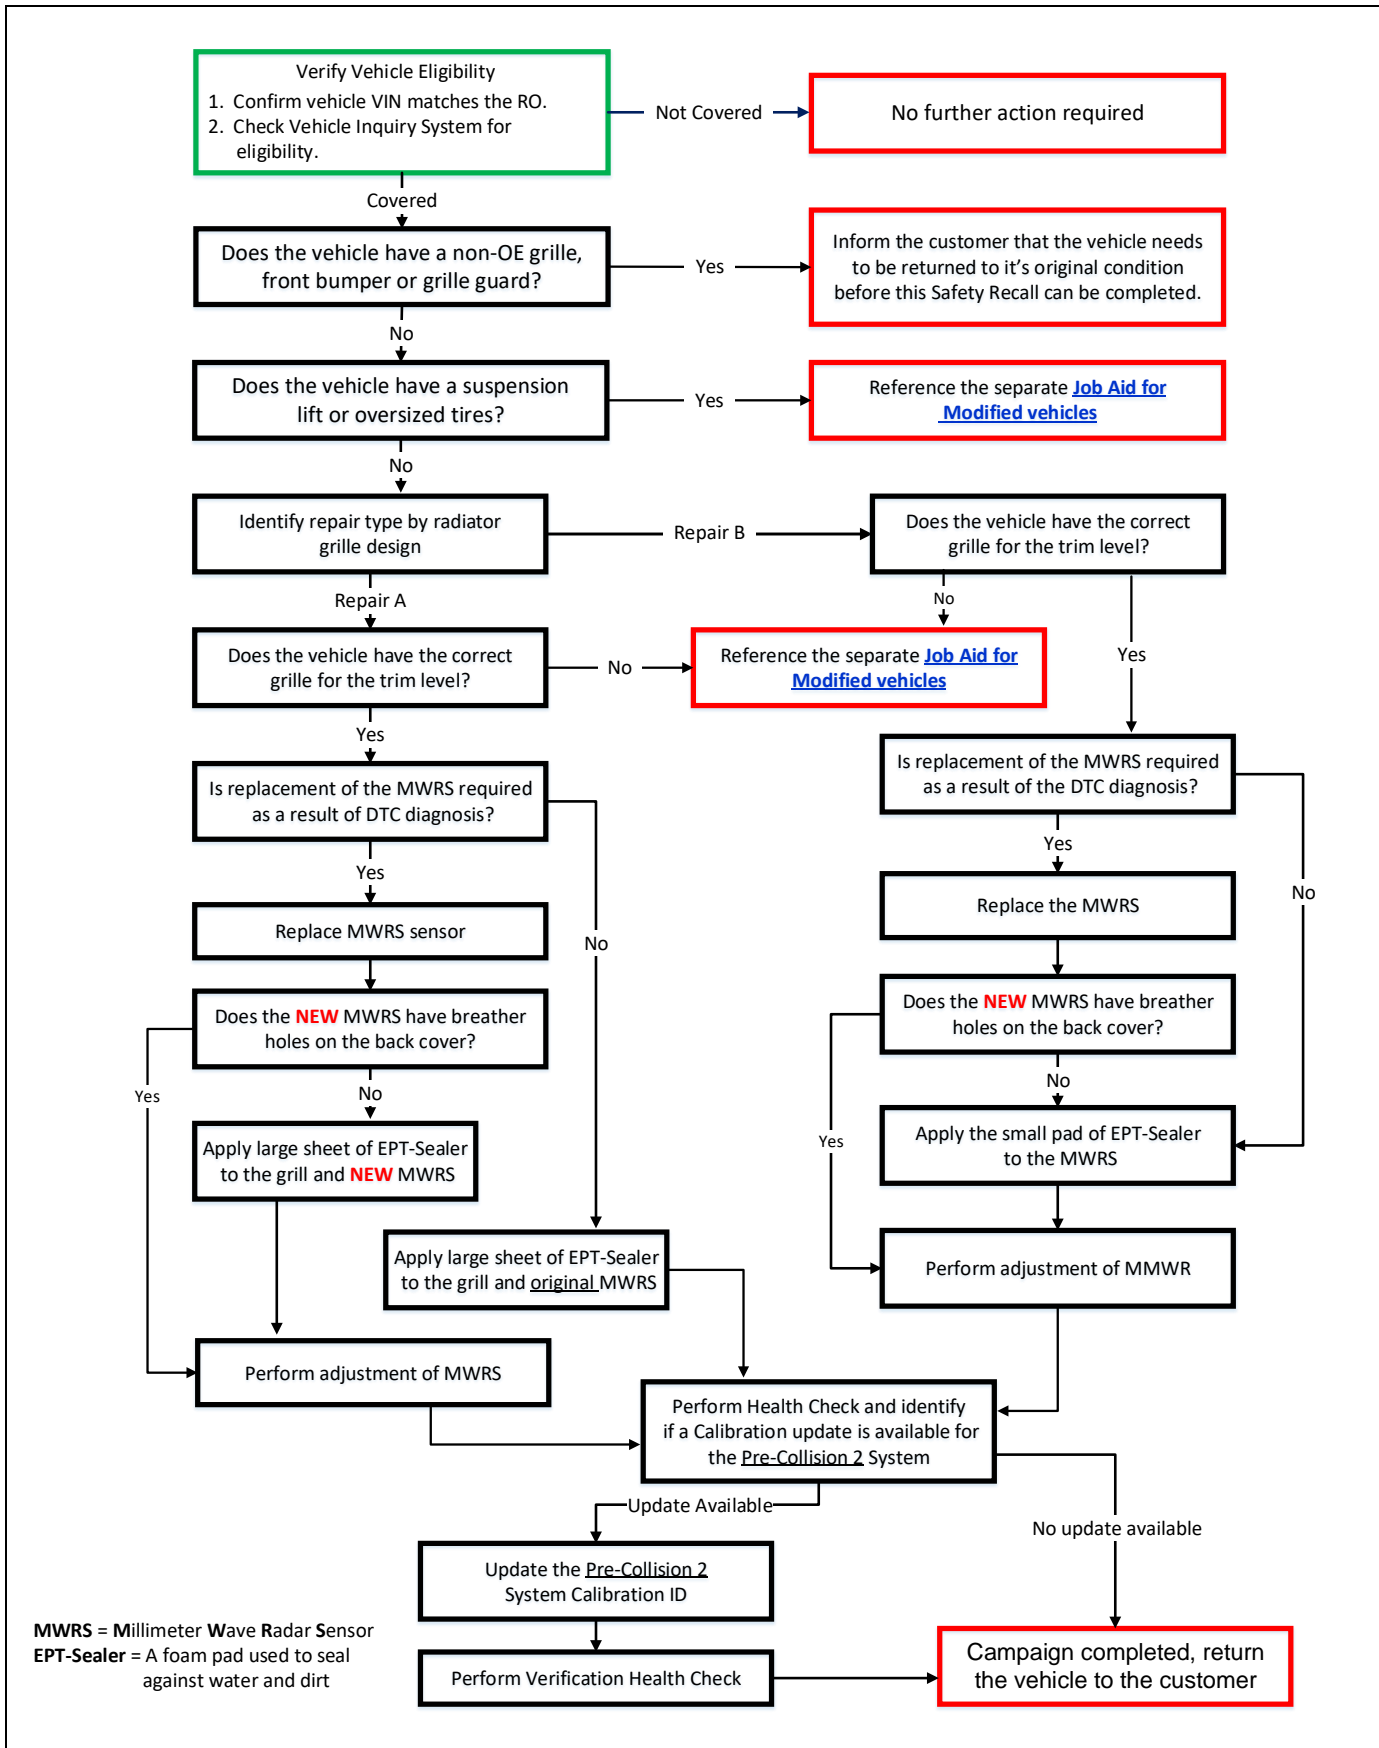 Verify Vehicle Eligibility
1. Confirm vehicle VIN matches the RO.
2. Check Vehicle Inquiry System for
eligibility.
Not Covered
No further action required
Covered
Does the vehicle have a non-OE grille,
front bumper or grille guard?
Yes
Inform the customer that the vehicle needs
to be returned to it's original condition
before this Safety Recall can be completed.
No
Does the vehicle have a suspension
lift or oversized tires?
Yes
Reference the separate Job Aid for
Modified vehicles
No
Identify repair type by radiator
grille design
Repair B
Does the vehicle have the correct
grille for the trim level?
Repair A
No
Yes
Does the vehicle have the correct
grille for the trim level?
No
Reference the separate Job Aid for
Modified vehicles
Yes
Is replacement of the MWRS required
as a result of DTC diagnosis?
Is replacement of the MWRS required
as a result of the DTC diagnosis?
Yes
No
Yes
No
Replace MWRS sensor
Replace the MWRS
Does the NEW MWRS have breather
holes on the back cover?
Does the NEW MWRS have breather
holes on the back cover?
Yes
No
Yes
No
Apply large sheet of EPT-Sealer
to the grill and NEW MWRS
Apply the small pad of EPT-Sealer
to the MWRS
Apply large sheet of EPT-Sealer
to the grill and original MWRS
Perform adjustment of MMWR
Perform adjustment of MWRS
Perform Health Check and identify
if a Calibration update is available for
the Pre-Collision 2 System
Update Available
No update available
Update the Pre-Collision 2
System Calibration ID
Perform Verification Health Check
Campaign completed, return
the vehicle to the customer
MWRS = Millimeter Wave Radar Sensor
EPT-Sealer = A foam pad used to seal
against water and dirt